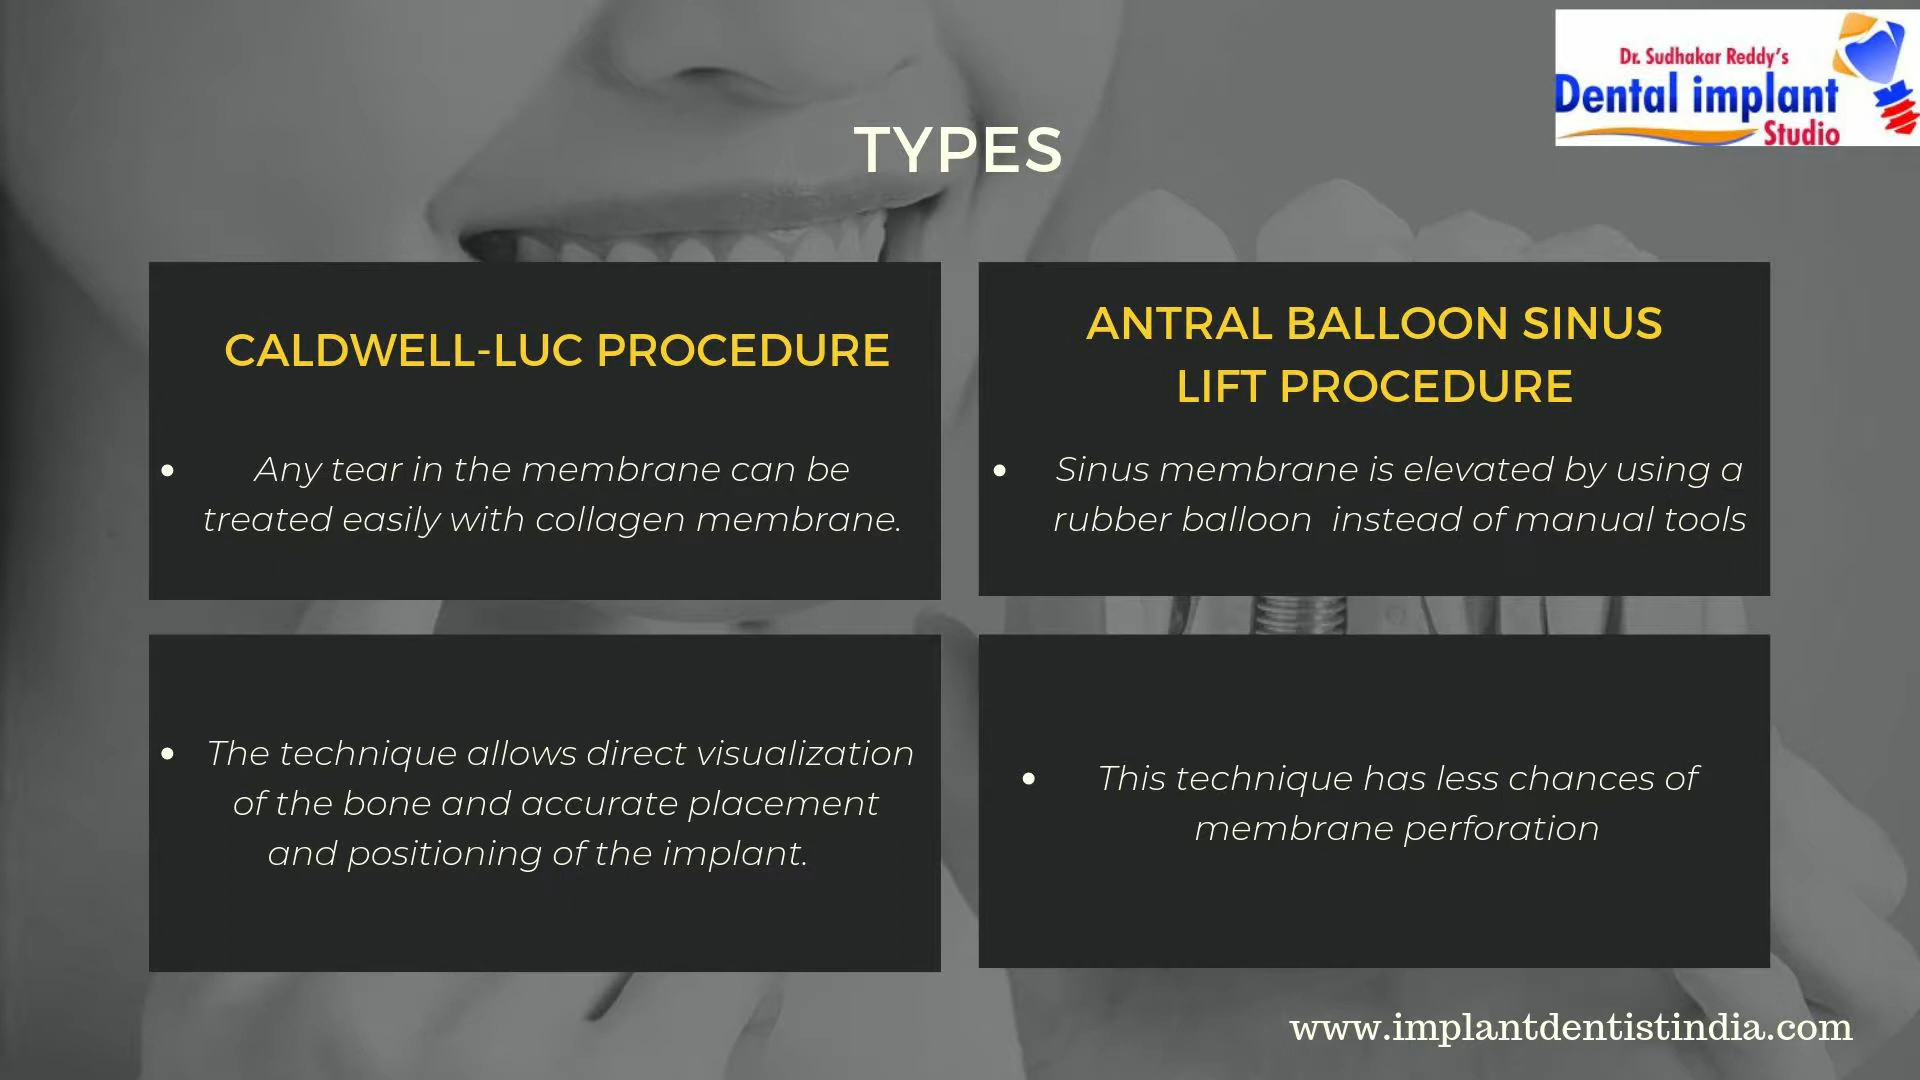 Dr. Sudhakar Reddy's
Dental implant
Studio
TYPES
CALDWELL-LUC PROCEDURE
• Any tear in the membrane can be
treated easily with collagen membrane.
• The technique allows direct visualization
of the bone and accurate placement
and positioning of the implant.
ANTRAL BALLOON SINUS
LIFT PROCEDURE
• Sinus membrane is elevated by using a
rubber balloon  instead of manual tools
• This technique has less chances of
membrane perforation
www.implantdentistindia.com